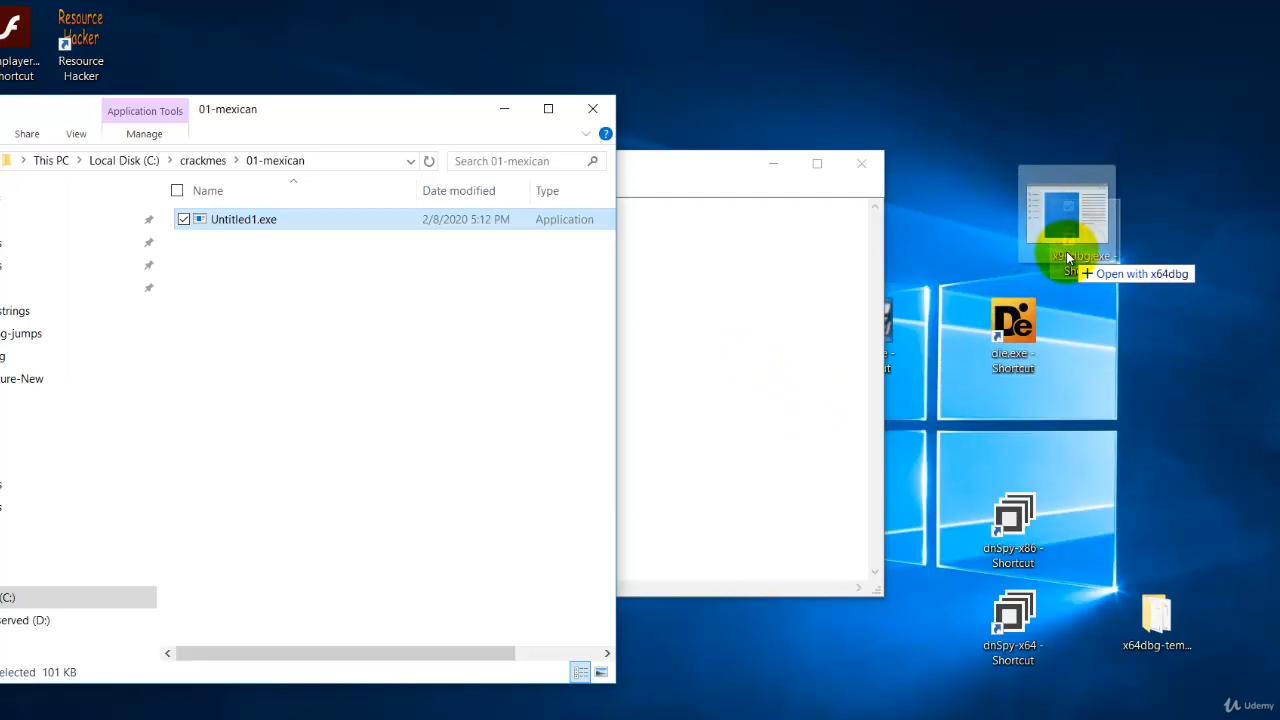 Resource
Hacker
nplayer...
hortcut
Resource
Hacker
Application Tools
01-mexican
Share
View
Manage
This PC > Local Disk (C:) > crackmes > 01-mexican
Search 01-mexican
Name
Date modified
Type
Untitled1.exe
2/8/2020 5:12 PM
Application
s
s
strings
g-jumps
g
ure-New
s
s
(C:)
served (D:)
elected 101 KB
Open with x64dbg
e -
ut
die.exe -
Shortcut
dnSpy-x86 -
Shortcut
dnSpy-x64 -
Shortcut
x64dbg-tem...
Udemy